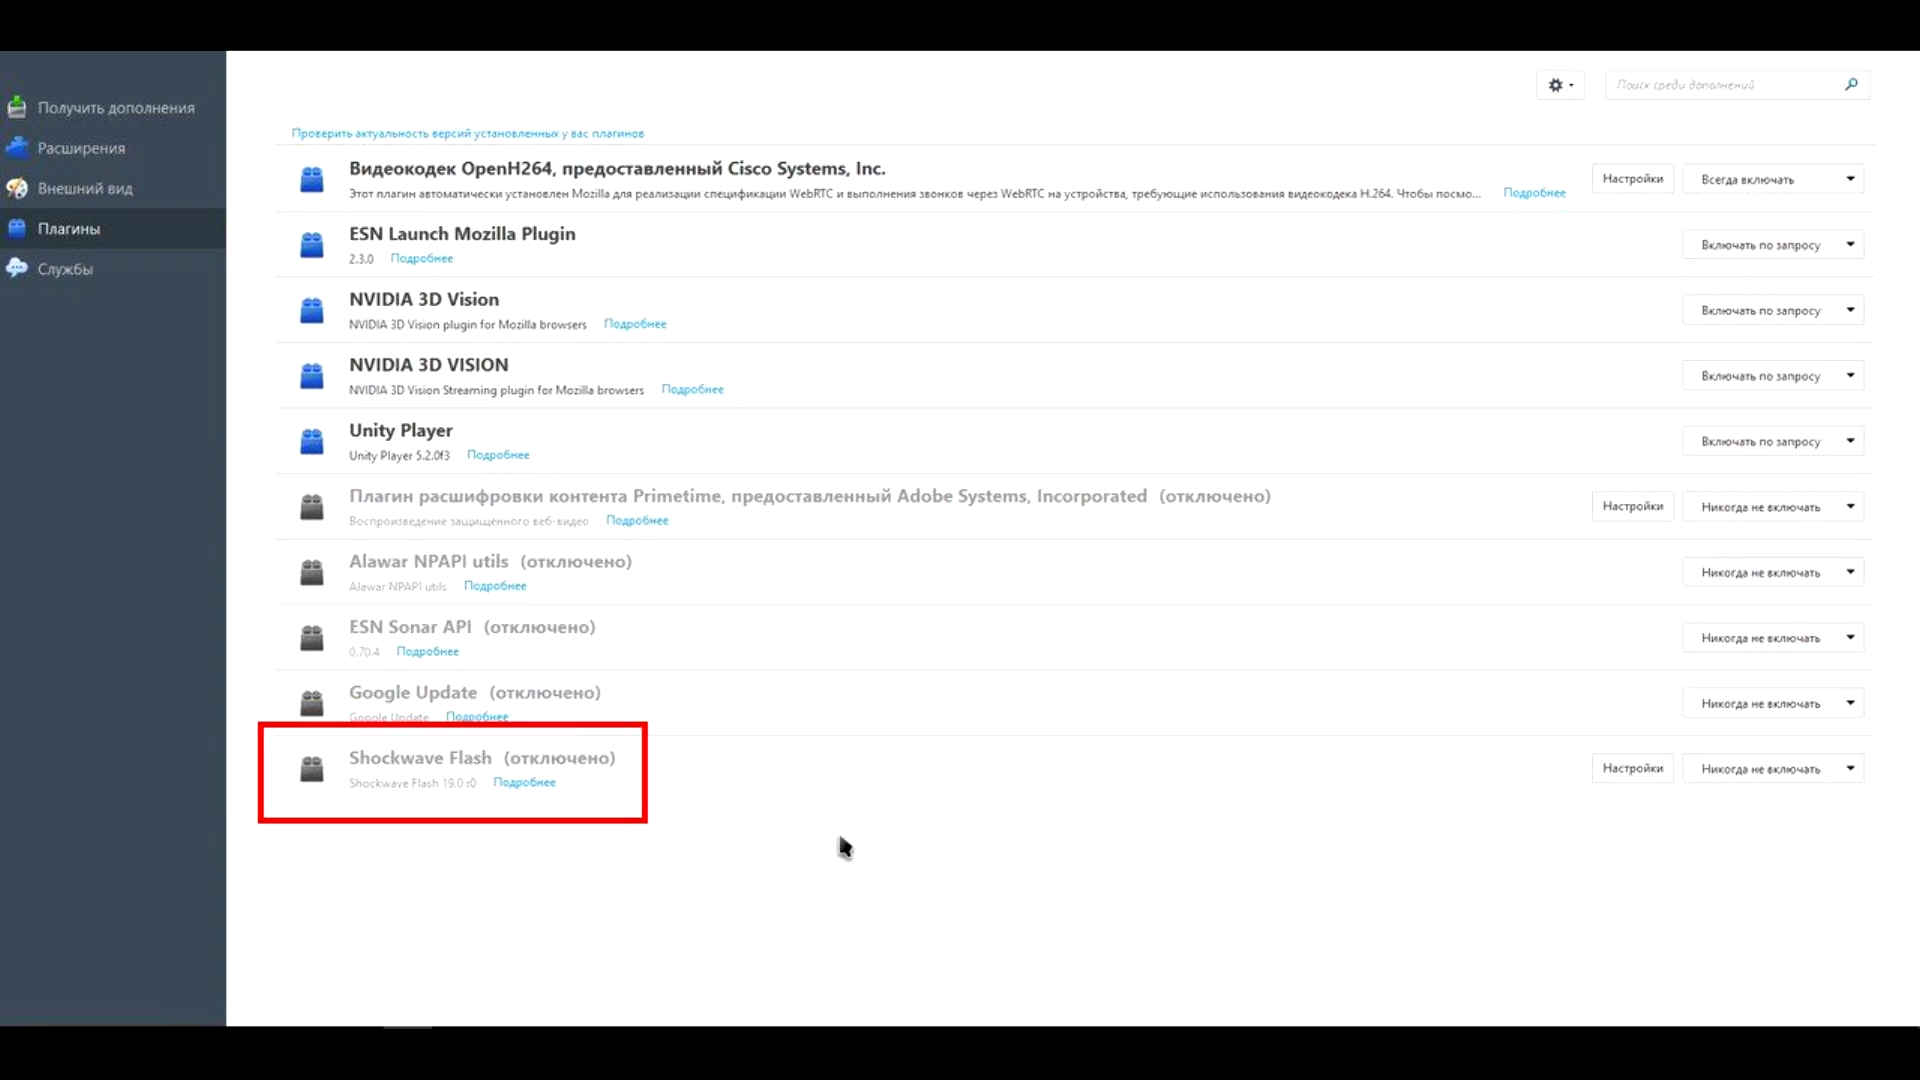 Получить дополнения
Расширения
Внешний вид
Плагины
Службы
Поиск среди дополнений
Проверить актуальность версий установленных у вас плагинов
Видеокодек OpenH264, предоставленный Cisco Systems, Inc.
Этот плагин автоматически установлен Mozilla для реализации спецификации WebRTC и выполнения звонков через WebRTC на устройства, требующие использования видеокодека H.264. Чтобы посмо... Подробнее
Настройки Всегда включать
ESN Launch Mozilla Plugin
2.3.0 Подробнее
Включать по запросу
NVIDIA 3D Vision
NVIDIA 3D Vision plugin for Mozilla browsers Подробнее
Включать по запросу
NVIDIA 3D VISION
NVIDIA 3D Vision Streaming plugin for Mozilla browsers Подробнее
Включать по запросу
Unity Player
Unity Player 5.2.0f3 Подробнее
Включать по запросу
Плагин расшифровки контента Primetime, предоставленный Adobe Systems, Incorporated (отключено)
Воспроизведение защищённого веб-видео Подробнее
Настройки Никогда не включать
Alawar NPAPI utils (отключено)
Alawar NPAPI utils Подробнее
Никогда не включать
ESN Sonar API (отключено)
0.70.4 Подробнее
Никогда не включать
Google Update (отключено)
Google Update Подробнее
Никогда не включать
Shockwave Flash (отключено)
Shockwave Flash 19.0 r0 Подробнее
Настройки Никогда не включать